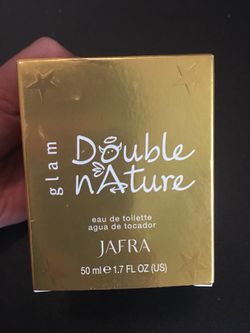 glam
Double
nAture
eau de toilette
agua de tocador
JAFRA
50 ml ℮ 1.7 FL OZ (US)